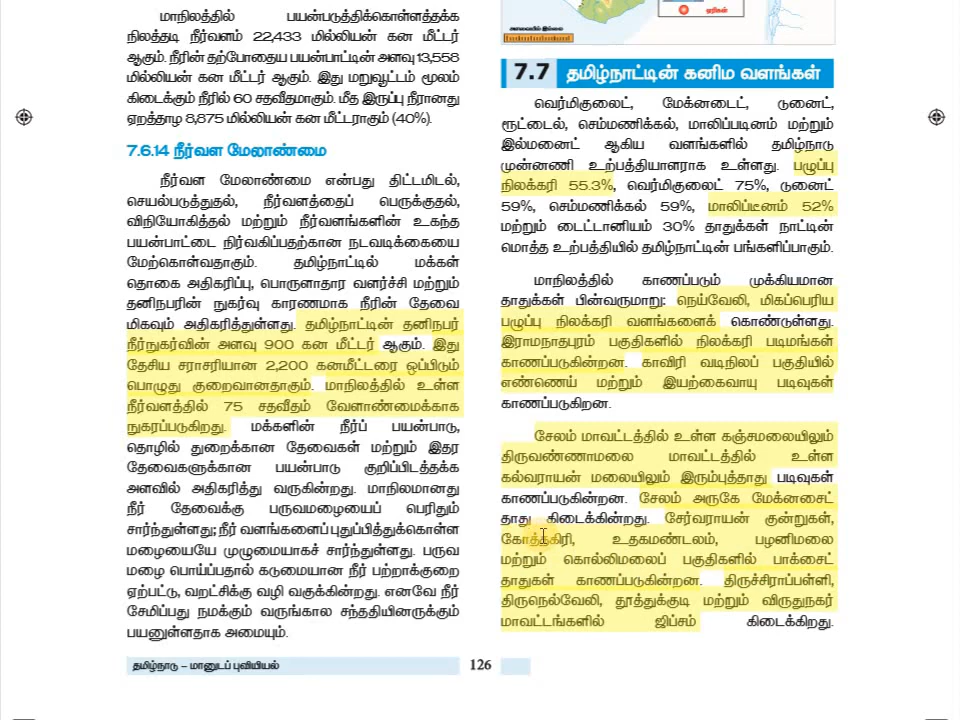 மாநிலத்தில் பயன்படுத்திக்கொள்ளத்தக்க
நிலத்தடி நீர்வளம் 22,433 மில்லியன் கன மீட்டர்
ஆகும். நீரின் தற்போதைய பயன்பாட்டின் அளவு 13,558
மில்லியன் கன மீட்டர் ஆகும். இது மறுவூட்டம் மூலம்
கிடைக்கும் நீரில் 60 சதவீதமாகும். மீத இருப்பு நீரானது
ஏறத்தாழ 8,875 மில்லியன் கன மீட்டராகும் (40%).
7.6.14 நீர்வள மேலாண்மை
நீர்வள மேலாண்மை என்பது திட்டமிடல்,
செயல்படுத்துதல், நீர்வளத்தைப் பெருக்குதல்,
விநியோகித்தல் மற்றும் நீர்வளங்களின் உகந்த
பயன்பாட்டை நிர்வகிப்பதற்கான நடவடிக்கையை
மேற்கொள்வதாகும். தமிழ்நாட்டில் மக்கள்
தொகை அதிகரிப்பு, பொருளாதார வளர்ச்சி மற்றும்
தனிநபரின் நுகர்வு காரணமாக நீரின் தேவை
மிகவும் அதிகரித்துள்ளது. தமிழ்நாட்டின் தனிநபர்
நீர்நுகர்வின் அளவு 900 கன மீட்டர் ஆகும். இது
தேசிய சராசரியான 2,200 கனமீட்டரை ஒப்பிடும்
பொழுது குறைவானதாகும். மாநிலத்தில் உள்ள
நீர்வளத்தில் 75 சதவீதம் வேளாண்மைக்காக
நுகரப்படுகிறது. மக்களின் நீர்ப் பயன்பாடு,
தொழில் துறைக்கான தேவைகள் மற்றும் இதர
தேவைகளுக்கான பயன்பாடு குறிப்பிடத்தக்க
அளவில் அதிகரித்து வருகின்றது. மாநிலமானது
நீர் தேவைக்கு பருவமழையைப் பெரிதும்
சார்ந்துள்ளது; நீர் வளங்களைப் புதுப்பித்துக்கொள்ள
மழையையே முழுமையாகச் சார்ந்துள்ளது. பருவ
மழை பொய்ப்பதால் கடுமையான நீர் பற்றாக்குறை
ஏற்பட்டு, வறட்சிக்கு வழி வகுக்கின்றது. எனவே நீர்
சேமிப்பது நமக்கும் வருங்கால சந்ததியினருக்கும்
பயனுள்ளதாக அமையும்.
அளவையில் இல்லை
ஏரிகள்
7.7 தமிழ்நாட்டின் கனிம வளங்கள்
வெர்மிகுலைட், மேக்னடைட், டுனைட்,
ரூட்டைல், செம்மணிக்கல், மாலிப்படினம் மற்றும்
இல்மனைட் ஆகிய வளங்களில் தமிழ்நாடு
முன்னணி உற்பத்தியாளராக உள்ளது. பழுப்பு
நிலக்கரி 55.3%, வெர்மிகுலைட் 75%, டுனைட்
59%, செம்மணிக்கல் 59%, மாலிப்டீனம் 52%
மற்றும் டைட்டானியம் 30% தாதுக்கள் நாட்டின்
மொத்த உற்பத்தியில் தமிழ்நாட்டின் பங்களிப்பாகும்.
மாநிலத்தில் காணப்படும் முக்கியமான
தாதுக்கள் பின்வருமாறு: நெய்வேலி, மிகப்பெரிய
பழுப்பு நிலக்கரி வளங்களைக் கொண்டுள்ளது.
இராமநாதபுரம் பகுதிகளில் நிலக்கரி படிமங்கள்
காணப்படுகின்றன. காவிரி வடிநிலப் பகுதியில்
எண்ணெய் மற்றும் இயற்கைவாயு படிவுகள்
காணப்படுகிறன.
சேலம் மாவட்டத்தில் உள்ள கஞ்சமலையிலும்
திருவண்ணாமலை மாவட்டத்தில் உள்ள
கல்வராயன் மலையிலும் இரும்புத்தாது படிவுகள்
காணப்படுகின்றன. சேலம் அருகே மேக்னசைட்
தாது கிடைக்கின்றது. சேர்வராயன் குன்றுகள்,
கோத்தகிரி, உதகமண்டலம், பழனிமலை
மற்றும் கொல்லிமலைப் பகுதிகளில் பாக்சைட்
தாதுகள் காணப்படுகின்றன. திருச்சிராப்பள்ளி,
திருநெல்வேலி, தூத்துக்குடி மற்றும் விருதுநகர்
மாவட்டங்களில் ஜிப்சம் கிடைக்கிறது.
தமிழ்நாடு – மானுடப் புவியியல் 126